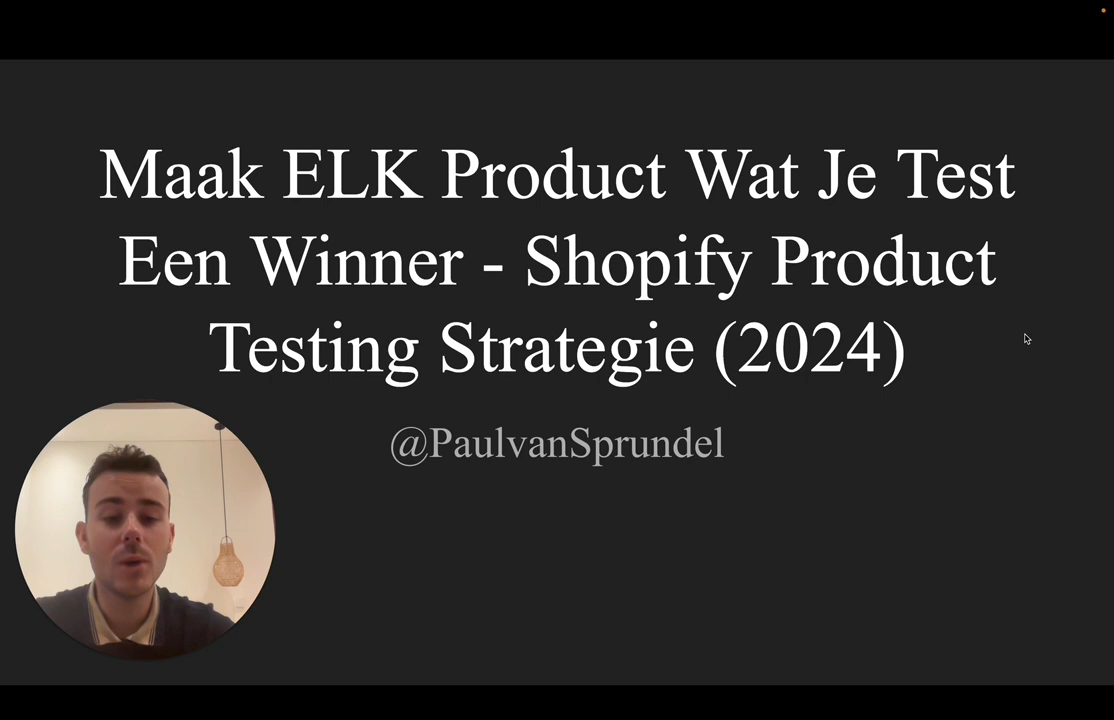 Maak ELK Product Wat Je Test
Een Winner - Shopify Product
Testing Strategie (2024)
@PaulvanSprundel